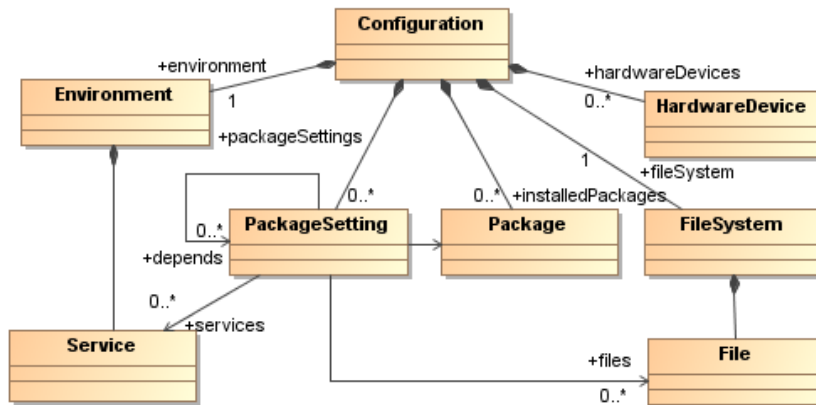 Configuration
+environment
+hardwareDevices
Environment
1
0..*
HardwareDevice
+packageSettings
1
+fileSystem
0..*
0..*
+installedPackages
PackageSetting
Package
FileSystem
0..*
+depends
0..*
+services
Service
+files
File
0..*